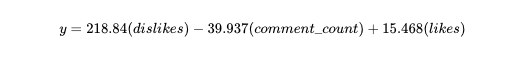 y = 218.84(dislikes) − 39.937(comment_count) + 15.468(likes)